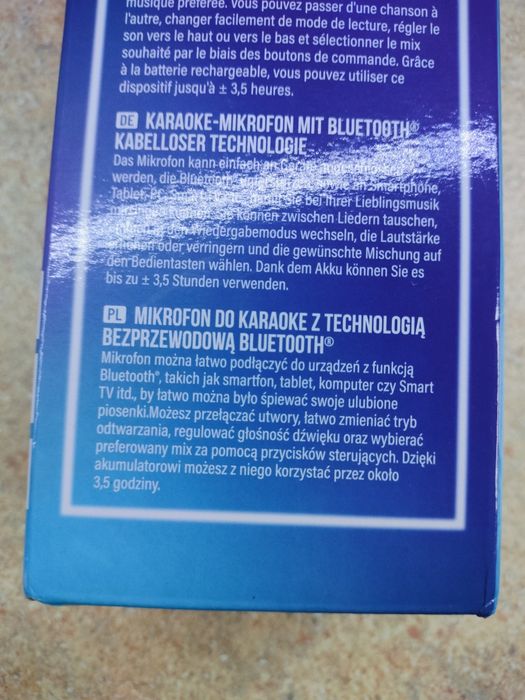 musique préférée. Vous pouvez passer d'une chanson à
l'autre, changer facilement de mode de lecture, régler le
son vers le haut ou vers le bas et sélectionner le mix
souhaité par le biais des boutons de commande. Grâce
à la batterie rechargeable, vous pouvez utiliser ce
dispositif jusqu'à ± 3,5 heures.
DE KARAOKE-MIKROFON MIT BLUETOOTH®
KABELLOSER TECHNOLOGIE
Das Mikrofon kann einfach an Geräte
werden, die Bluetooth
Tablet, PC, Smart bei Ihrer Lieblingsmusik
können zwischen Liedern tauschen,
in den Wiedergabemodus wechseln, die Lautstärke
erhöhen oder verringern und die gewünschte Mischung auf
den Bedientasten wählen. Dank dem Akku können Sie es
bis zu ± 3,5 Stunden verwenden.
PL MIKROFON DO KARAOKE Z TECHNOLOGIĄ
BEZPRZEWODOWĄ BLUETOOTH®
Mikrofon można łatwo podłączyć do urządzeń z funkcją
Bluetooth®, takich jak smartfon, tablet, komputer czy Smart
TV itd., by łatwo można było śpiewać swoje ulubione
piosenki.Możesz przełączać utwory, łatwo zmieniać tryb
odtwarzania, regulować głośność dźwięku oraz wybierać
preferowany mix za pomocą przycisków sterujących. Dzięki
akumulatorowi możesz z niego korzystać przez około
3,5 godziny.